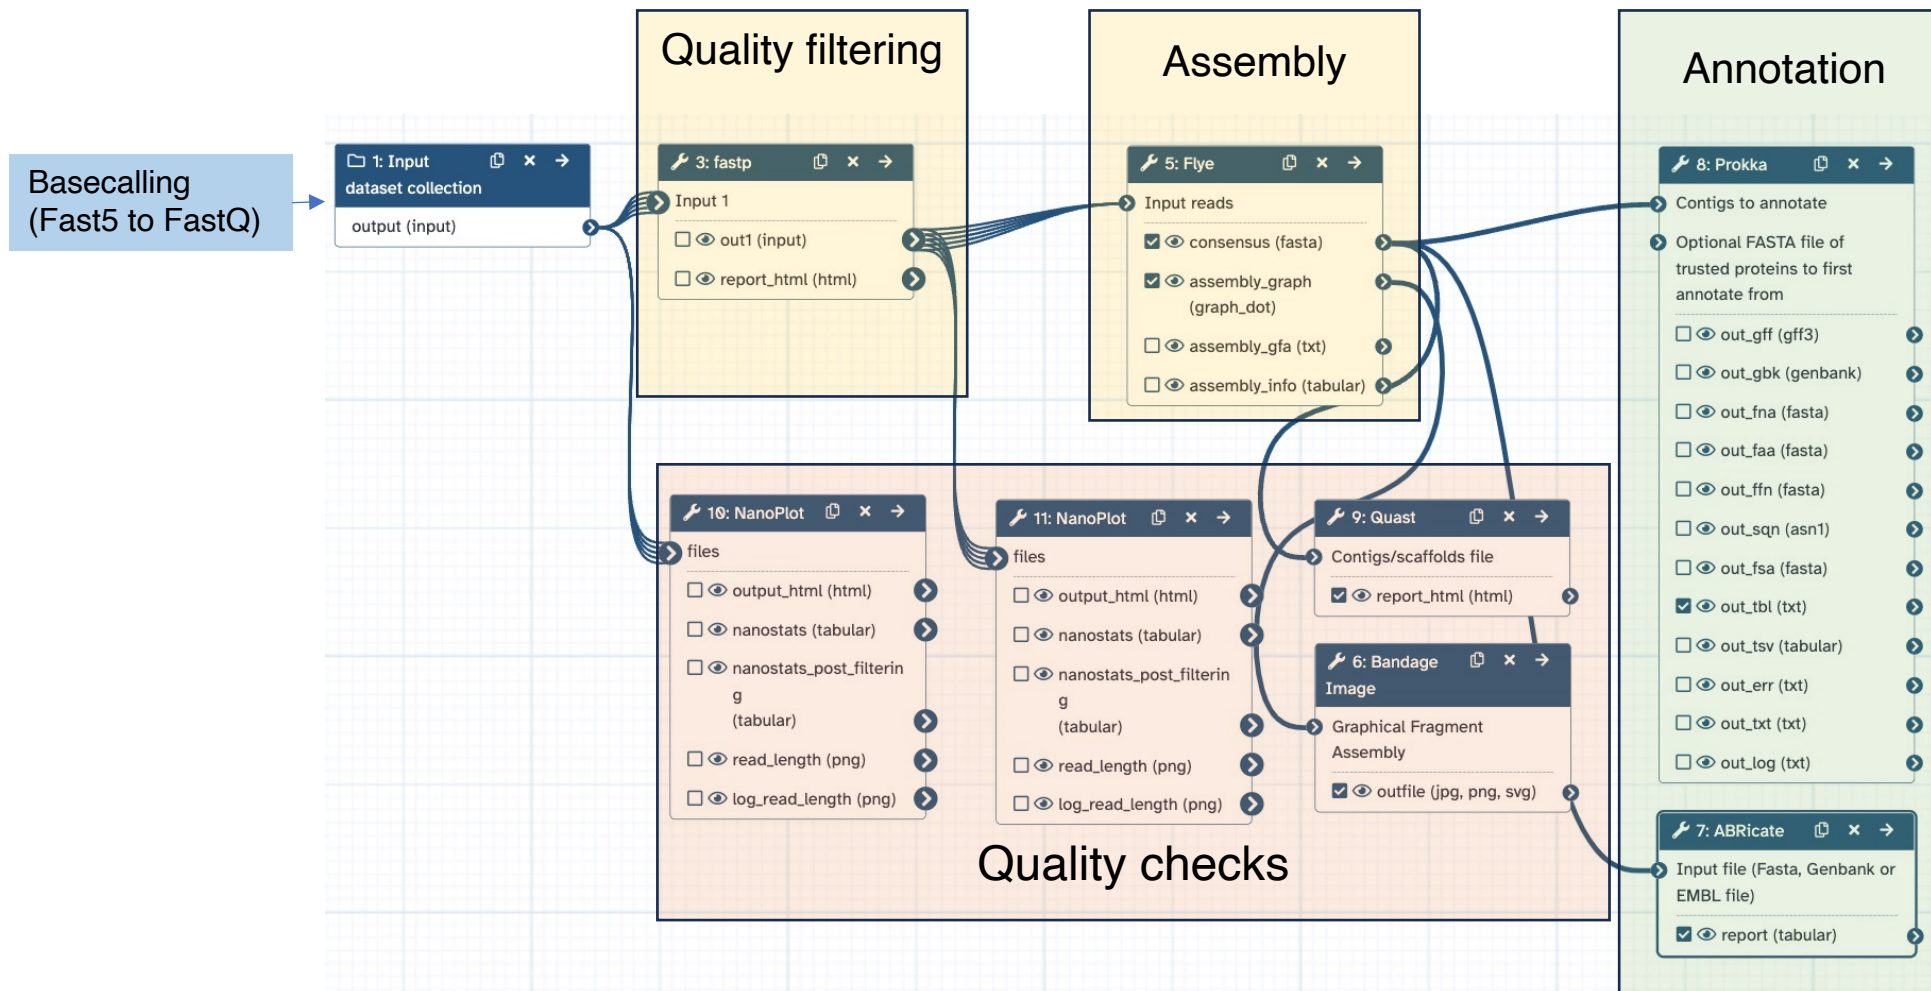 Quality filtering
Assembly
Annotation
Basecalling
(Fast5 to FastQ)
1: Input
dataset collection
output (input)
3: fastp
Input 1
out1 (input)
report_html (html)
5: Flye
Input reads
consensus (fasta)
assembly_graph
(graph_dot)
assembly_gfa (txt)
assembly_info (tabular)
8: Prokka
Contigs to annotate
Optional FASTA file of
trusted proteins to first
annotate from
out_gff (gff3)
out_gbk (genbank)
out_fna (fasta)
out_faa (fasta)
out_ffn (fasta)
out_sqn (asn1)
out_fsa (fasta)
out_tbl (txt)
out_tsv (tabular)
out_err (txt)
out_txt (txt)
out_log (txt)
10: NanoPlot
files
output_html (html)
nanostats (tabular)
nanostats_post_filterin
g
(tabular)
read_length (png)
log_read_length (png)
11: NanoPlot
files
output_html (html)
nanostats (tabular)
nanostats_post_filterin
g
(tabular)
read_length (png)
log_read_length (png)
9: Quast
Contigs/scaffolds file
report_html (html)
6: Bandage
Image
Graphical Fragment
Assembly
outfile (jpg, png, svg)
Quality checks
7: ABRicate
Input file (Fasta, Genbank or
EMBL file)
report (tabular)